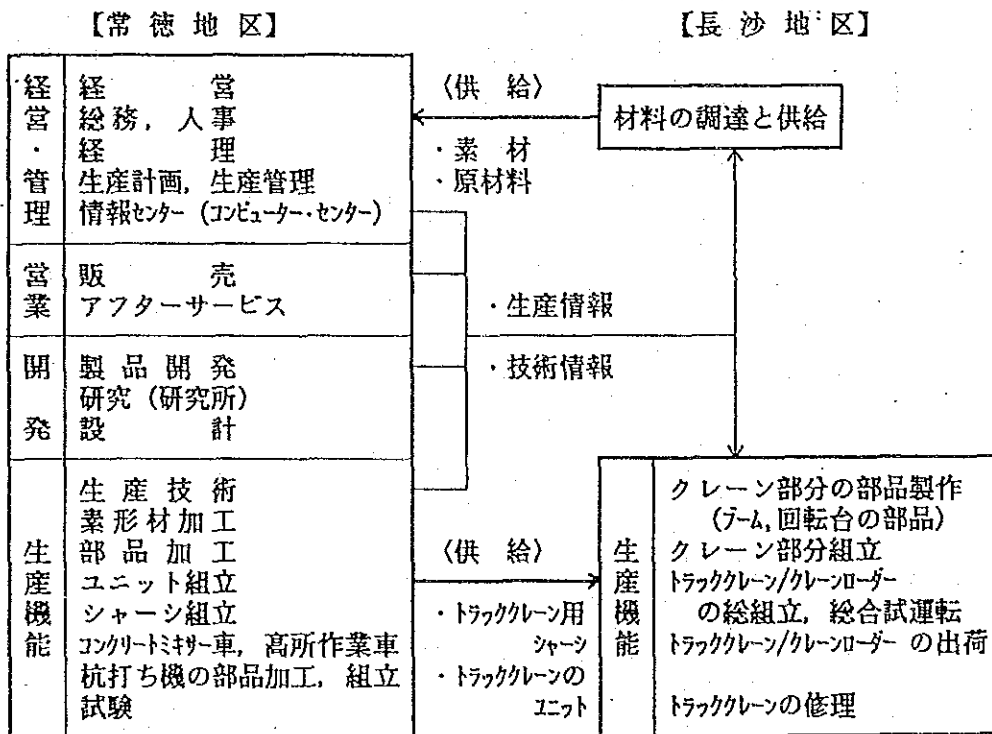 【常徳地区】
経営・管理
経営
総務，人事
経理
生産計画，生産管理
情報センター（コンピューター・センター）
営業
販売
アフターサービス
開発
製品開発
研究（研究所）
設計
生産機能
生産技術
素形材加工
部品加工
ユニット組立
シャーシ組立
コンクリートミキサー車，高所作業車
杭打ち機の部品加工，組立
試験
〈供給〉
・素材
・原材料
・生産情報
・技術情報
〈供給〉
・トラッククレーン用
シャーシ
・トラッククレーンの
ユニット
【長沙地区】
材料の調達と供給
生産機能
クレーン部分の部品製作
（ブーム，回転台の部品）
クレーン部分組立
トラッククレーン/クレーンローダー
の総組立，総合試運転
トラッククレーン/クレーンローダー の出荷
トラッククレーンの修理